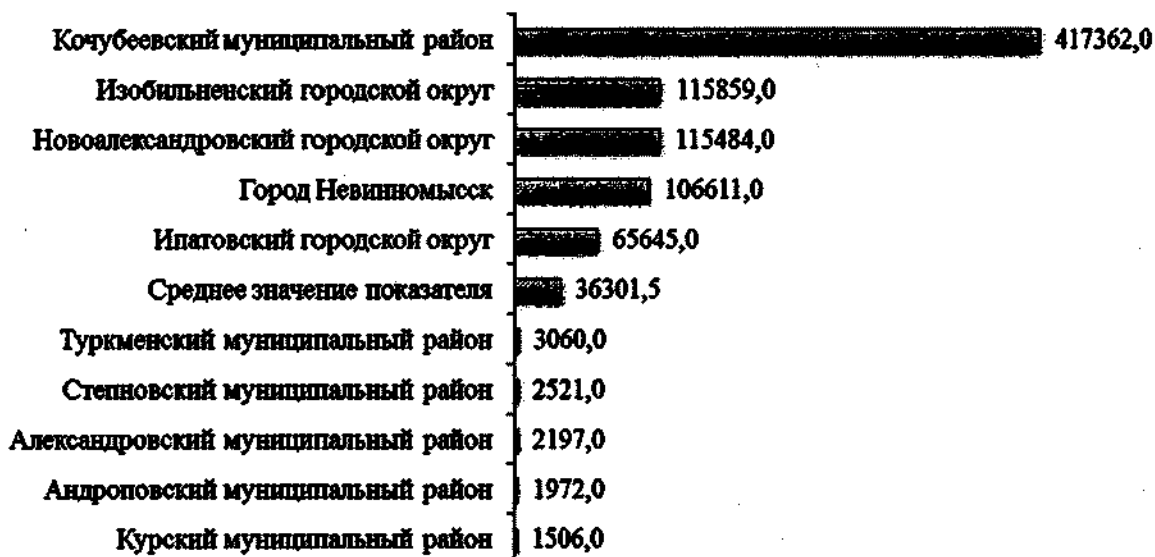 Кочубеевский муниципальный район 417362,0
Изобильненский городской округ 115859,0
Новоалександровский городской округ 115484,0
Город Невинномысск 106611,0
Ипатовский городской округ 65645,0
Среднее значение показателя 36301,5
Туркменский муниципальный район 3060,0
Степновский муниципальный район 2521,0
Александровский муниципальный район 2197,0
Андроповский муниципальный район 1972,0
Курский муниципальный район 1506,0